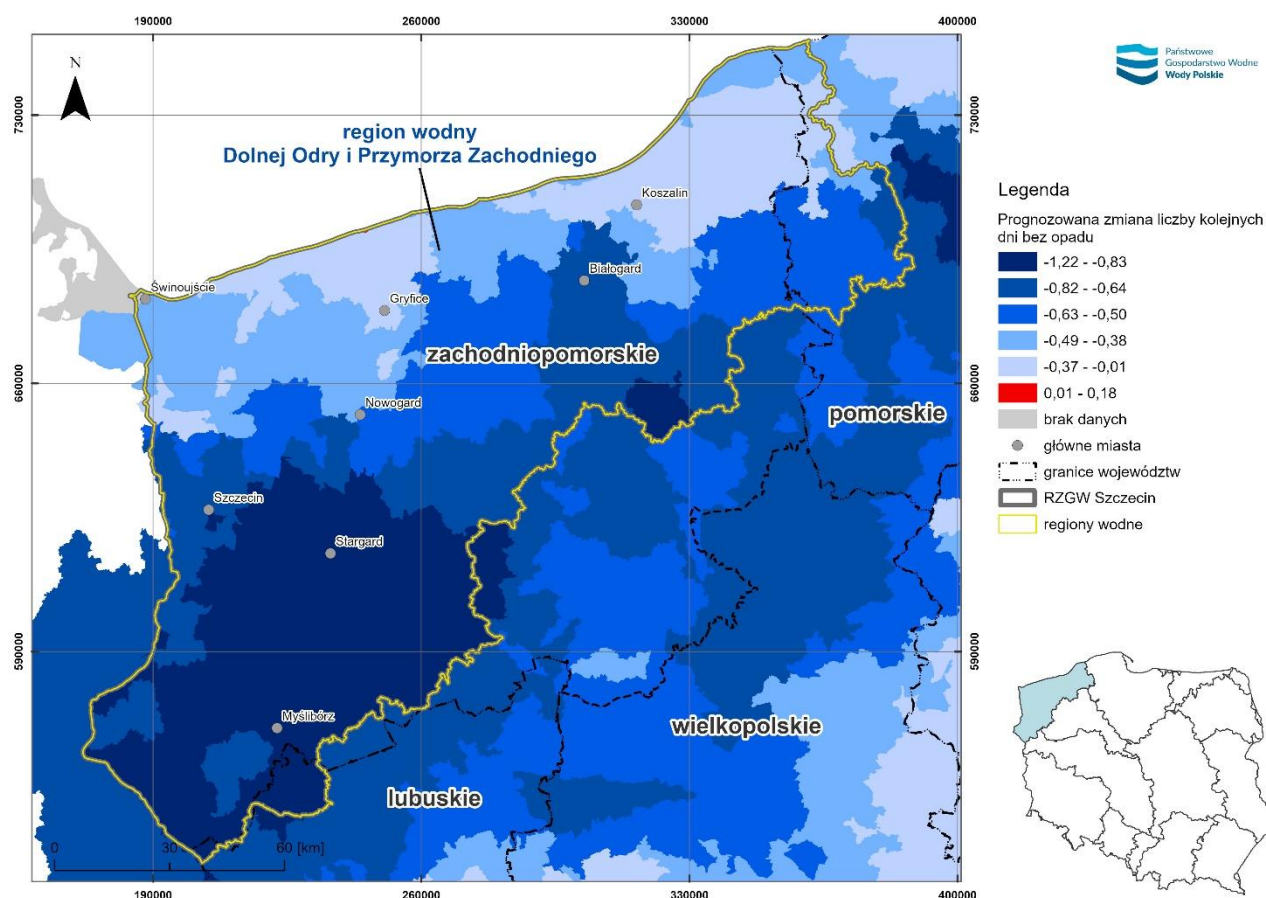 190000
260000
330000
400000
N
730000
730000
region wodny
Dolnej Odry i Przymorza Zachodniego
Koszalin
Białogard
Świnoujście
Gryfice
zachodniopomorskie
660000
660000
Nowogard
pomorskie
Szczecin
Stargard
590000
590000
Myślibórz
wielkopolskie
lubuskie
0
30
60 [km]
190000
260000
330000
400000
Państwowe
Gospodarstwo Wodne
Wody Polskie
Legenda
Prognozowana zmiana liczby kolejnych
dni bez opadu
-1,22 - -0,83
-0,82 - -0,64
-0,63 - -0,50
-0,49 - -0,38
-0,37 - -0,01
0,01 - 0,18
brak danych
główne miasta
granice województw
RZGW Szczecin
regiony wodne